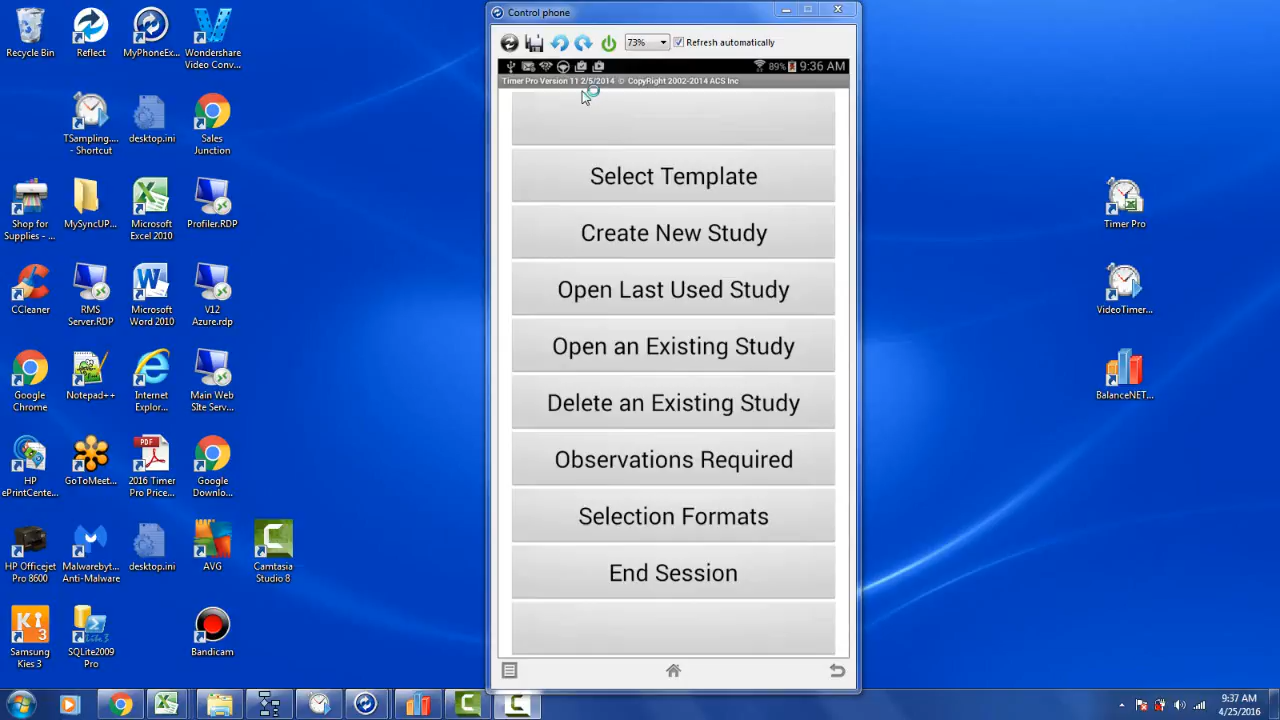 Recycle Bin
Reflect
MyPhoneEx...
Wondershare
Video Conv...
TSampling....
- Shortcut
desktop.ini
Sales
Junction
Shop for
Supplies - ...
MySyncUP...
Microsoft
Excel 2010
Profiler.RDP
CCleaner
RMS
Server.RDP
Microsoft
Word 2010
V12
Azure.rdp
Google
Chrome
Notepad++
Internet
Explor...
Main Web
SIte Serv...
HP
ePrintCente...
GoToMeet...
2016 Timer
Pro Price...
Google
Downlo...
HP Officejet
Pro 8600
Malwarebyt...
Anti-Malware
desktop.ini
AVG
Camtasia
Studio 8
Samsung
Kies 3
SQLite2009
Pro
Bandicam
Control phone
73%
Refresh automatically
89%
9:36 AM
Timer Pro Version 11 2/5/2014 © CopyRight 2002-2014 ACS Inc
Select Template
Create New Study
Open Last Used Study
Open an Existing Study
Delete an Existing Study
Observations Required
Selection Formats
End Session
Timer Pro
VideoTimer...
BalanceNET...
9:37 AM
4/25/2016